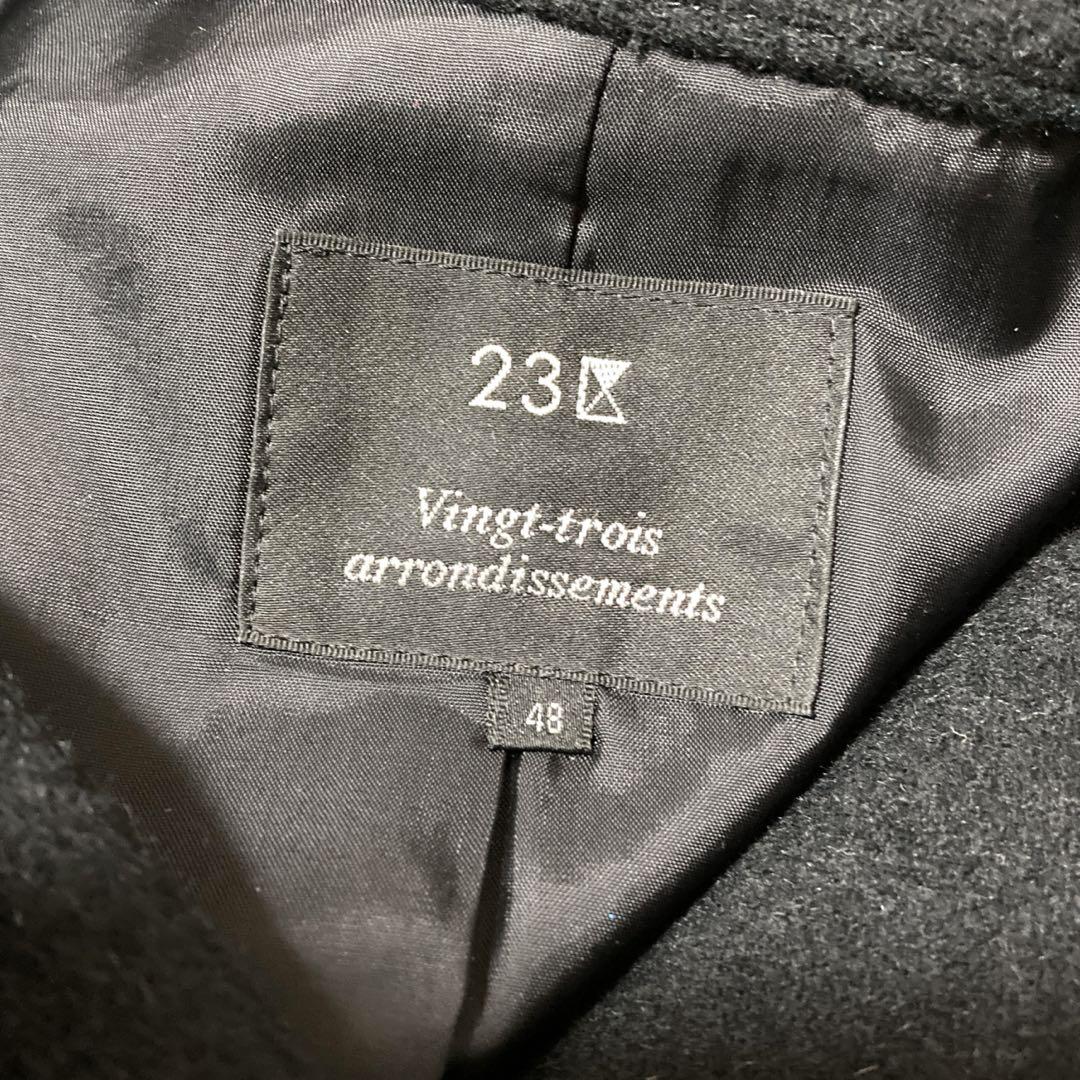 23区
Vingt-trois
arrondissements
48